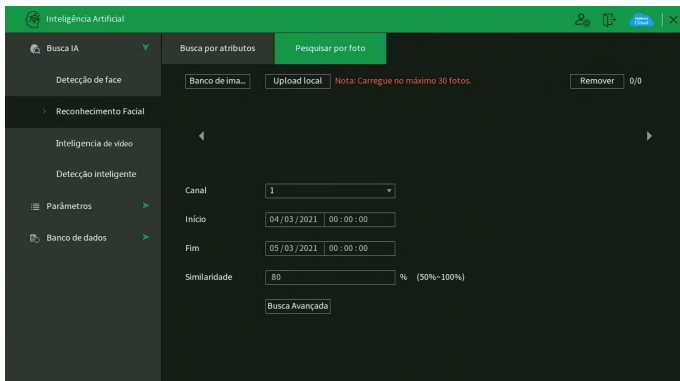 Inteligência Artificial
Cloud
Busca IA
Busca por atributos
Pesquisar por foto
Detecção de face
Banco de ima...
Upload local
Nota: Carregue no máximo 30 fotos.
Remover
0/0
Reconhecimento Facial
Inteligencia de vídeo
Detecção inteligente
Canal
1
Parâmetros
Início
04/03/2021 00:00:00
Banco de dados
Fim
05/03/2021 00:00:00
Similaridade
80
% (50%~100%)
Busca Avançada